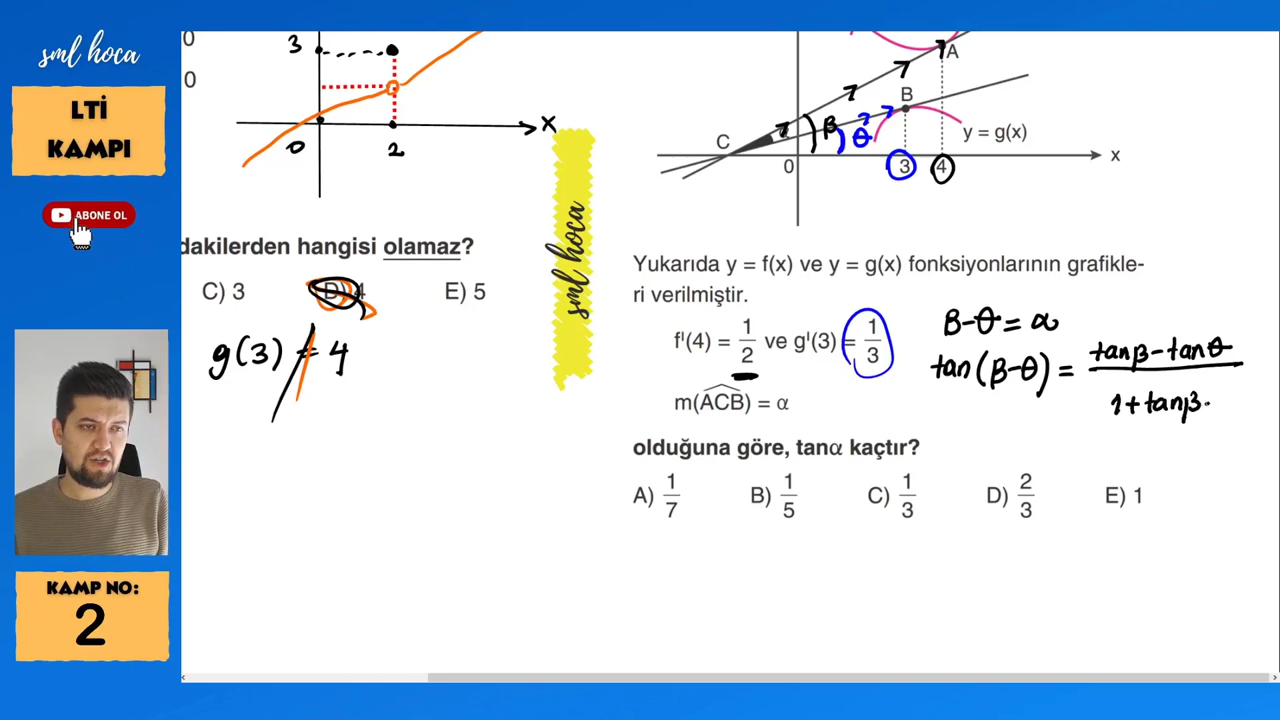 sml hoca
LTİ
KAMPI
ABONE OL
KAMP NO:
2
0
0
3
0
2
X
dakilerden hangisi olamaz?
C) 3
D) 4
E) 5
g(3) = 4
sml hoca
A
B
C
β
θ
y = g(x)
0
3
4
x
Yukarıda y = f(x) ve y = g(x) fonksiyonlarının grafikle-
ri verilmiştir.
f'(4) = 1/2 ve g'(3) = 1/3
m(ACB) = α
β-θ = α
tan(β-θ) = tanβ-tanθ / 1+tanβ.
olduğuna göre, tanα kaçtır?
A) 1/7
B) 1/5
C) 1/3
D) 2/3
E) 1